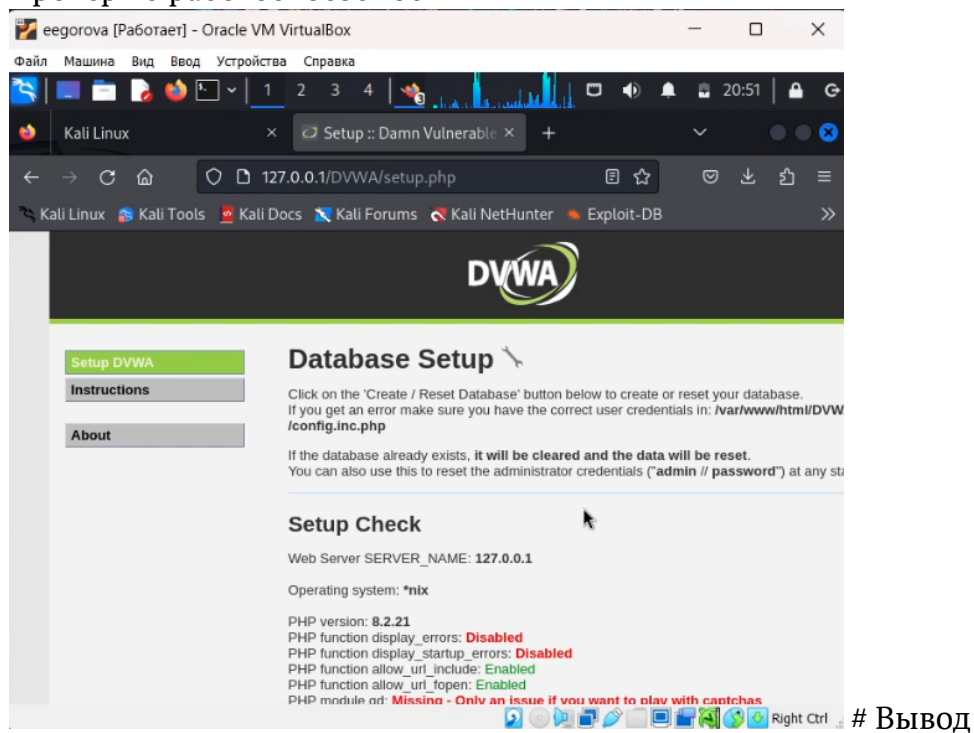 eegorova [Работает] - Oracle VM VirtualBox
Файл Машина Вид Ввод Устройства Справка
1 2 3 4 20:51
Kali Linux Setup :: Damn Vulnerable
127.0.0.1/DVWA/setup.php
Kali Linux Kali Tools Kali Docs Kali Forums Kali NetHunter Exploit-DB
DVWA
Setup DVWA
Instructions
About
Database Setup
Click on the 'Create / Reset Database' button below to create or reset your database.
If you get an error make sure you have the correct user credentials in: /var/www/html/DVW
/config.inc.php
If the database already exists, it will be cleared and the data will be reset.
You can also use this to reset the administrator credentials ("admin // password") at any sta
Setup Check
Web Server SERVER_NAME: 127.0.0.1
Operating system: *nix
PHP version: 8.2.21
PHP function display_errors: Disabled
PHP function display_startup_errors: Disabled
PHP function allow_url_include: Enabled
PHP function allow_url_fopen: Enabled
PHP module gd: Missing - Only an issue if you want to play with captchas
Right Ctrl
# Вывод